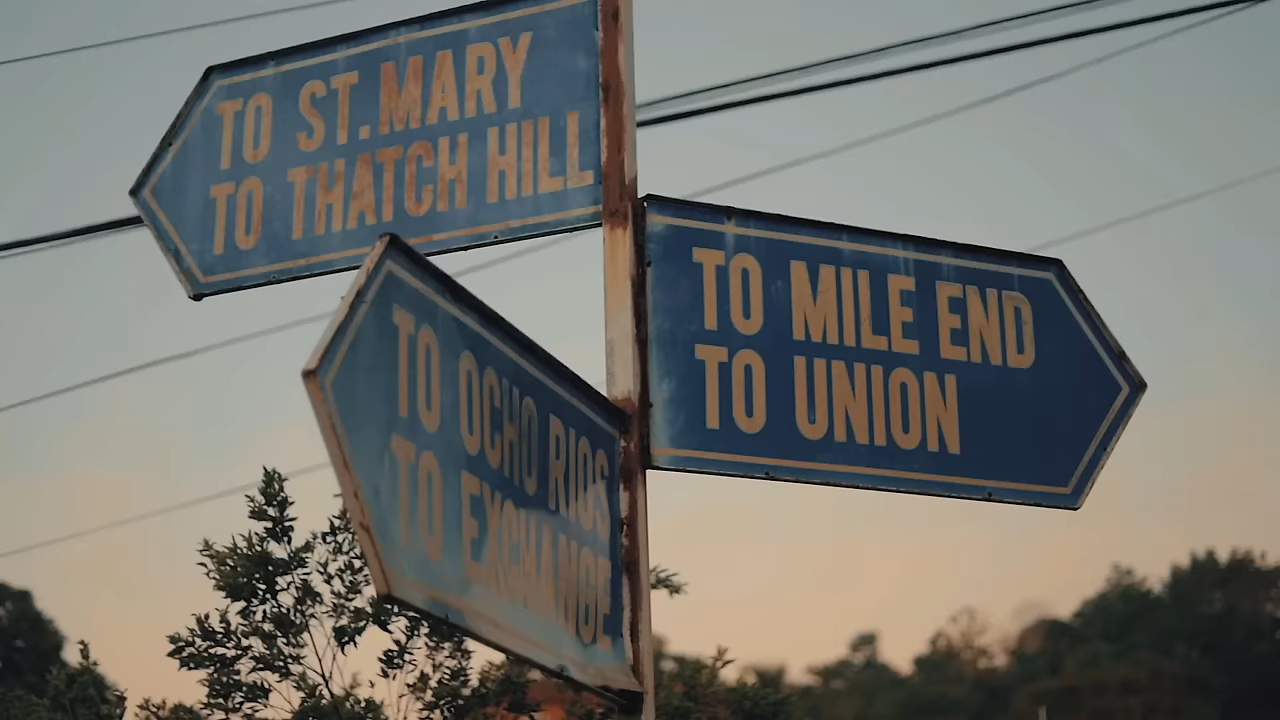 TO ST. MARY
TO THATCH HILL
TO MILE END
TO UNION
TO OCHO RIOS
TO EXCHANGE